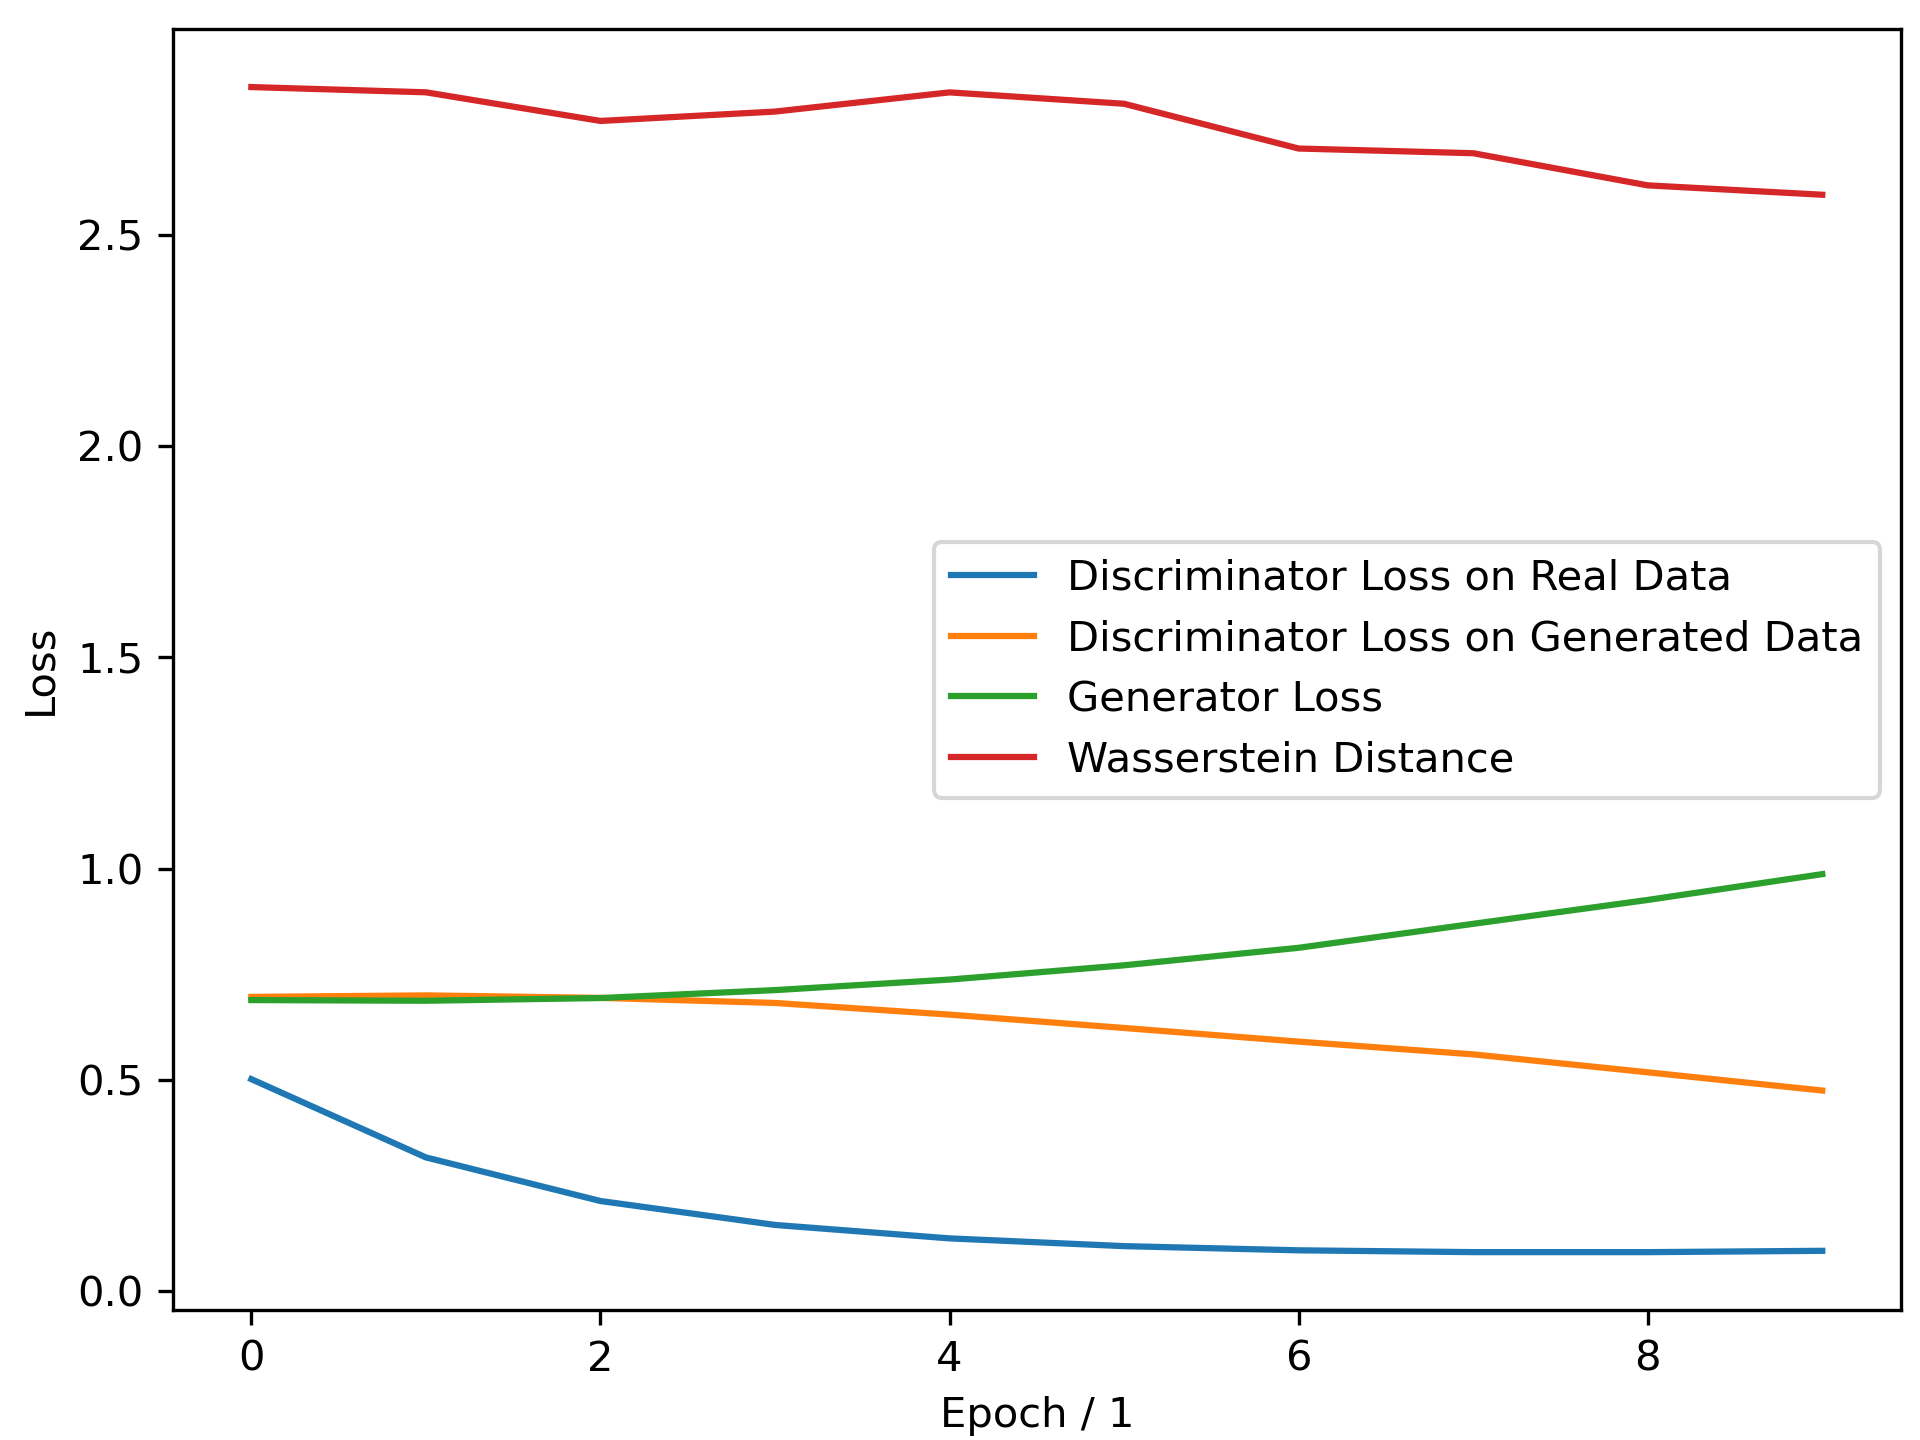 2.5
2.0
1.5
1.0
0.5
0.0
Loss
Discriminator Loss on Real Data
Discriminator Loss on Generated Data
Generator Loss
Wasserstein Distance
0 2 4 6 8
Epoch / 1